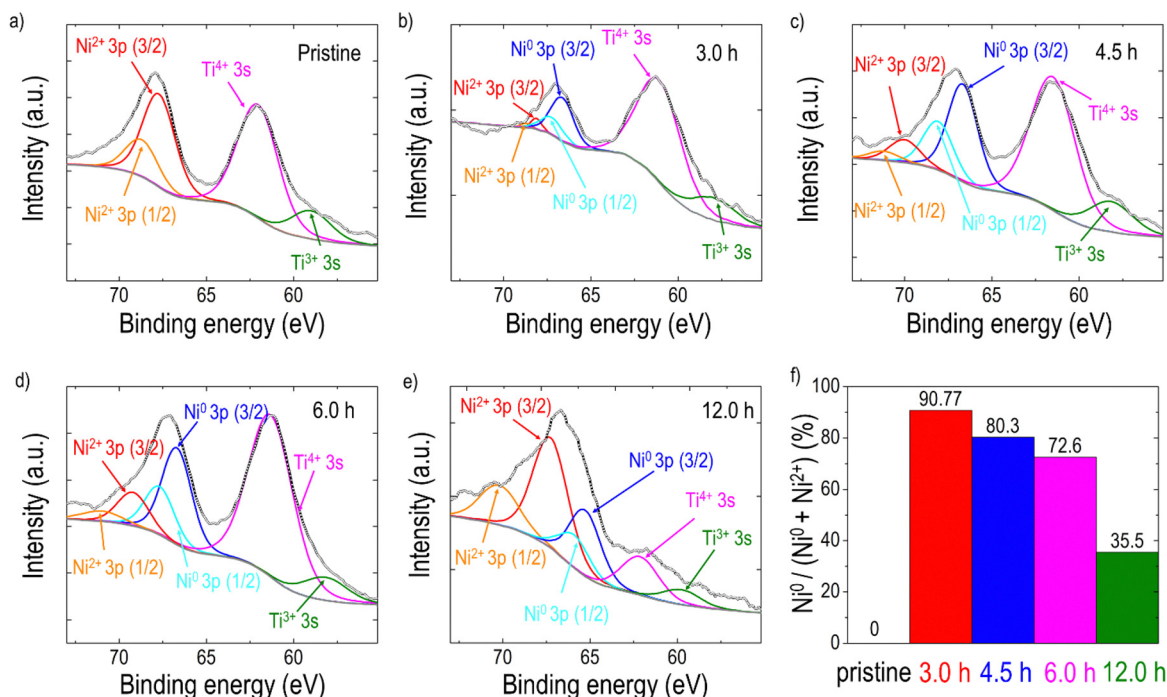 a)
Pristine
Ni²⁺ 3p (3/2)
Ti⁴⁺ 3s
Ni²⁺ 3p (1/2)
Ti³⁺ 3s
Intensity (a.u.)
70 65 60
Binding energy (eV)
b)
3.0 h
Ti⁴⁺ 3s
Ni⁰ 3p (3/2)
Ni²⁺ 3p (3/2)
Ni²⁺ 3p (1/2)
Ni⁰ 3p (1/2)
Ti³⁺ 3s
Intensity (a.u.)
70 65 60
Binding energy (eV)
c)
4.5 h
Ni⁰ 3p (3/2)
Ni²⁺ 3p (3/2)
Ti⁴⁺ 3s
Ni²⁺ 3p (1/2)
Ni⁰ 3p (1/2)
Ti³⁺ 3s
Intensity (a.u.)
70 65 60
Binding energy (eV)
d)
6.0 h
Ni⁰ 3p (3/2)
Ni²⁺ 3p (3/2)
Ti⁴⁺ 3s
Ni²⁺ 3p (1/2)
Ni⁰ 3p (1/2)
Ti³⁺ 3s
Intensity (a.u.)
70 65 60
Binding energy (eV)
e)
12.0 h
Ni²⁺ 3p (3/2)
Ni⁰ 3p (3/2)
Ti⁴⁺ 3s
Ti³⁺ 3s
Ni²⁺ 3p (1/2)
Ni⁰ 3p (1/2)
Intensity (a.u.)
70 65 60
Binding energy (eV)
f)
Ni⁰ / (Ni⁰ + Ni²⁺) (%)
100
80
60
40
20
0
0
90.77
80.3
72.6
35.5
pristine 3.0 h 4.5 h 6.0 h 12.0 h